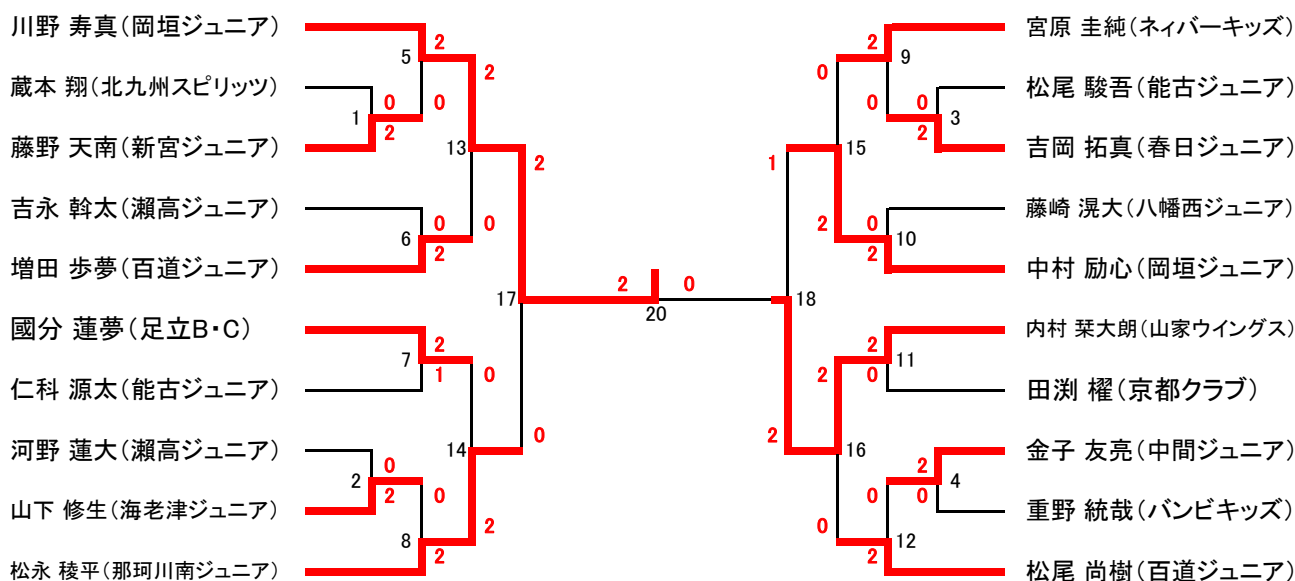 川野 寿真(岡垣ジュニア)
蔵本 翔(北九州スピリッツ)
藤野 天南(新宮ジュニア)
吉永 斡太(瀬高ジュニア)
増田 歩夢(百道ジュニア)
國分 蓮夢(足立B・C)
仁科 源太(能古ジュニア)
河野 蓮大(瀬高ジュニア)
山下 修生(海老津ジュニア)
松永 稜平(那珂川南ジュニア)
5
2
2
1
0
0
2
13
2
6
0
0
2
17
7
2
1
0
14
0
2
0
2
0
8
2
2
2
0
20
宮原 圭純(ネイバーキッズ)
松尾 駿吾(能古ジュニア)
吉岡 拓真(春日ジュニア)
藤崎 滉大(八幡西ジュニア)
中村 励心(岡垣ジュニア)
内村 栞大朗(山家ウイングス)
田渕 櫂(京都クラブ)
金子 友亮(中間ジュニア)
重野 統哉(バンビキッズ)
松尾 尚樹(百道ジュニア)
2
9
0
0
0
3
2
1
15
2
0
10
2
18
2
11
2
0
2
16
2
4
0
0
0
12
2